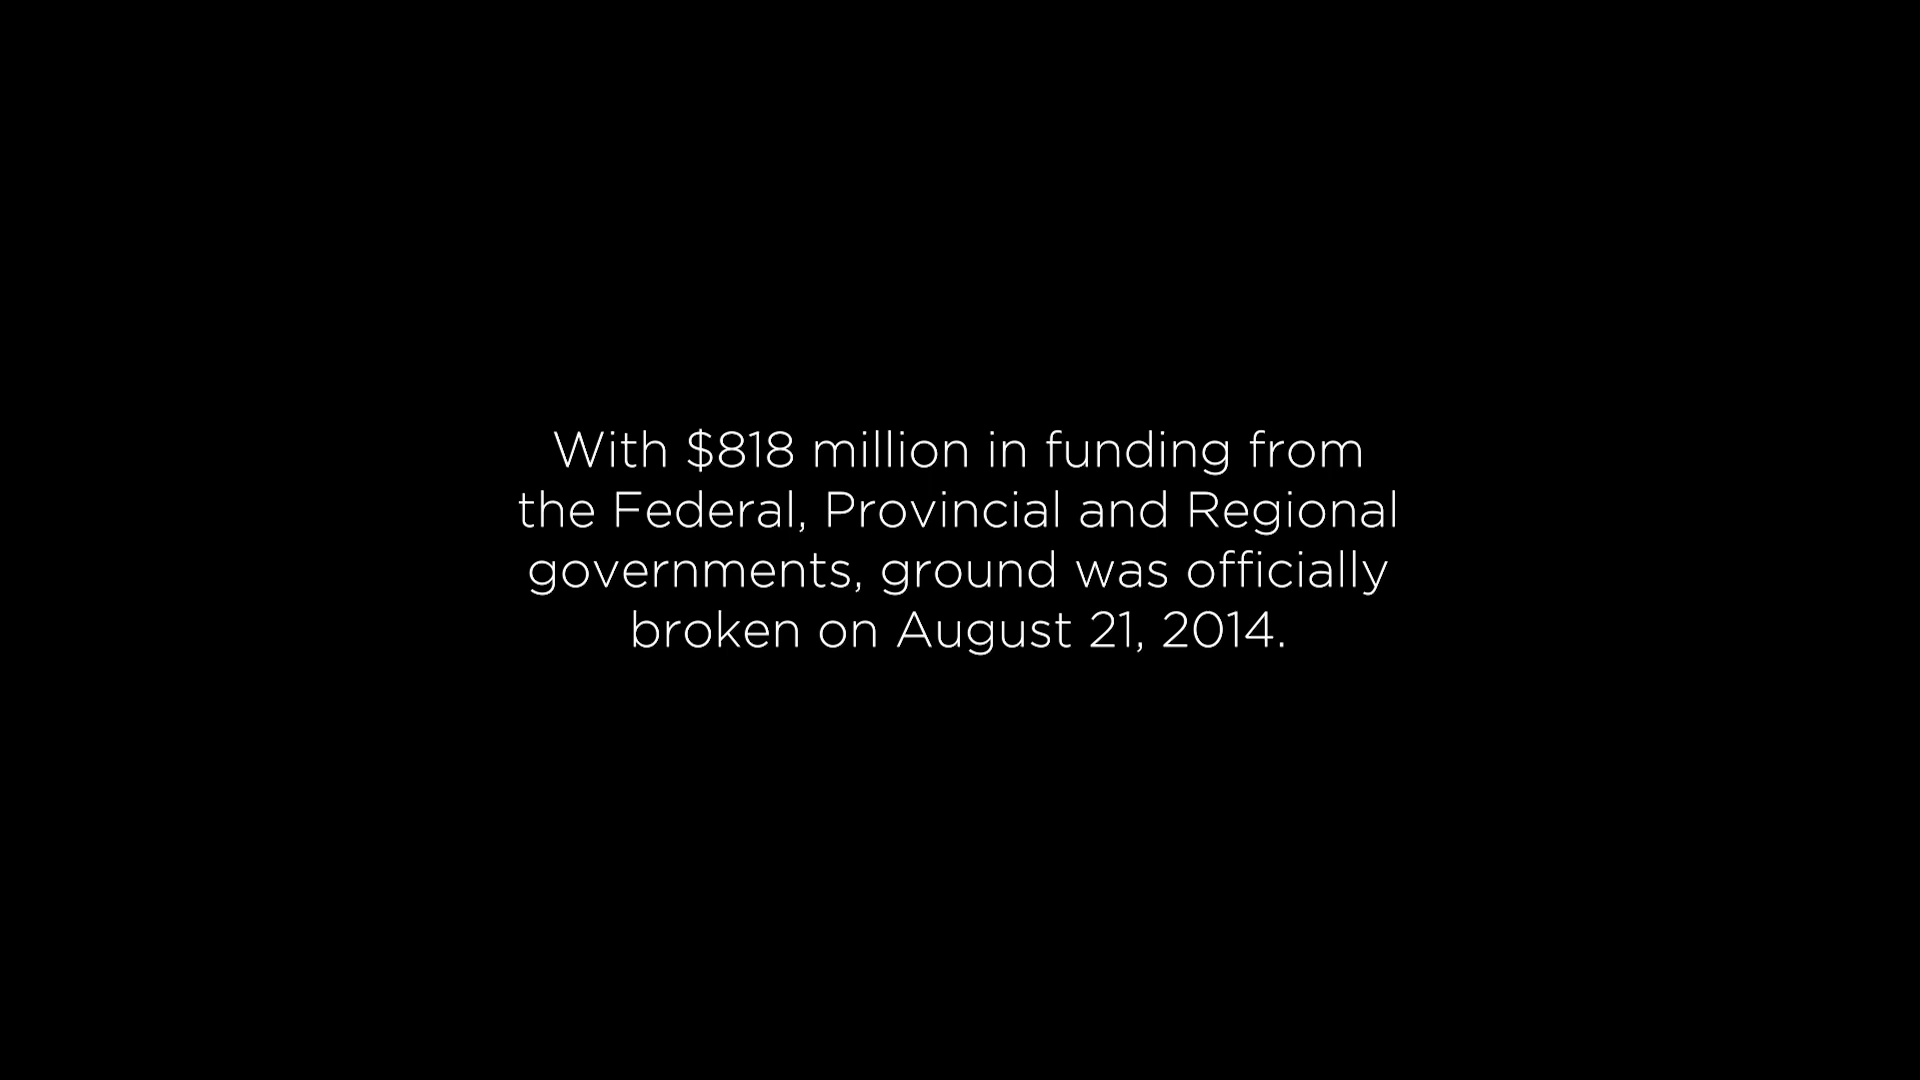 With $818 million in funding from
the Federal, Provincial and Regional
governments, ground was officially
broken on August 21, 2014.